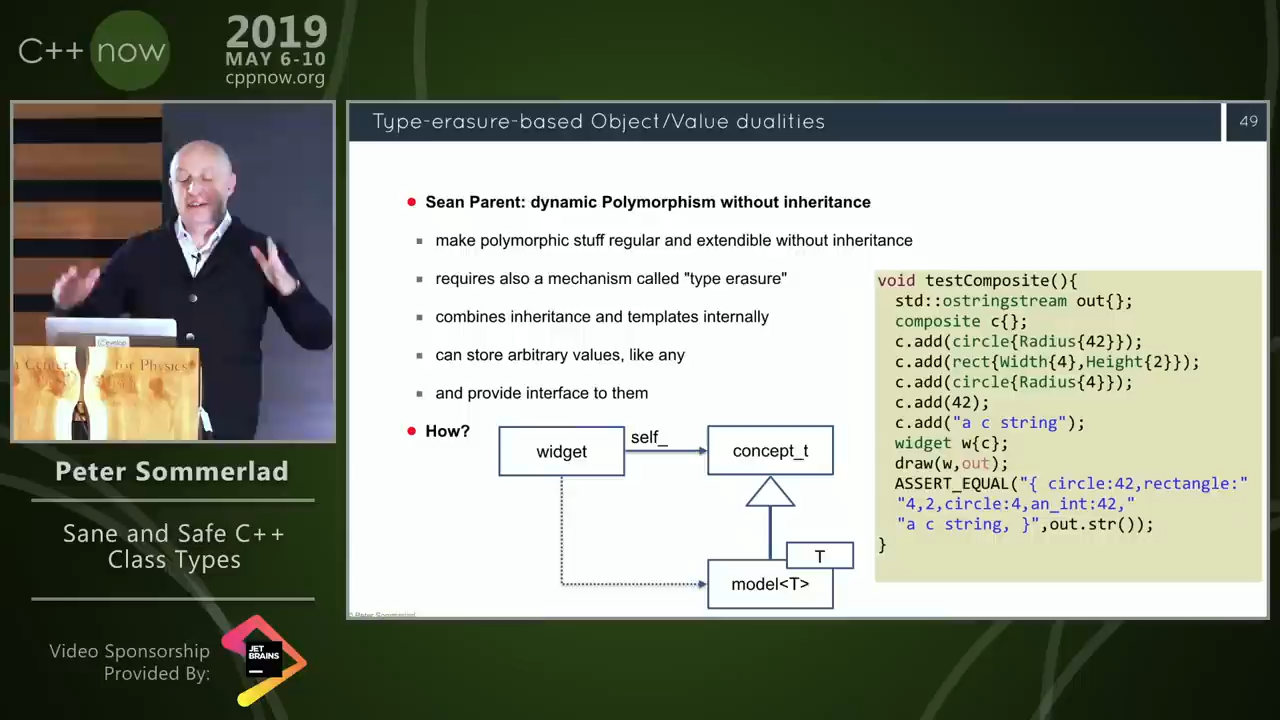 C++ now
2019
MAY 6-10
cppnow.org
Type-erasure-based Object/Value dualities
49
Sean Parent: dynamic Polymorphism without inheritance
make polymorphic stuff regular and extendible without inheritance
requires also a mechanism called "type erasure"
combines inheritance and templates internally
can store arbitrary values, like any
and provide interface to them
How?
widget
self_
concept_t
T
model<T>
void testComposite(){
std::ostringstream out{};
composite c{};
c.add(circle{Radius{42}});
c.add(rect{Width{4},Height{2}});
c.add(circle{Radius{4}});
c.add(42);
c.add("a c string");
widget w{c};
draw(w,out);
ASSERT_EQUAL("{ circle:42,rectangle:"
"4,2,circle:4,an_int:42,"
"a c string, }",out.str());
}
© Peter Sommerlad
Center for Physics
Peter Sommerlad
Sane and Safe C++
Class Types
Video Sponsorship
Provided By:
JET
BRAINS